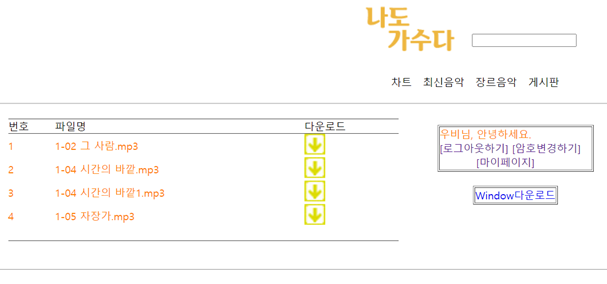 나도
가수다
차트 최신음악 장르음악 게시판
번호 파일명 다운로드
1 1-02 그 사람.mp3
2 1-04 시간의 바깥.mp3
3 1-04 시간의 바깥1.mp3
4 1-05 자장가.mp3
우비님, 안녕하세요.
[로그아웃하기] [암호변경하기]
[마이페이지]
Window다운로드